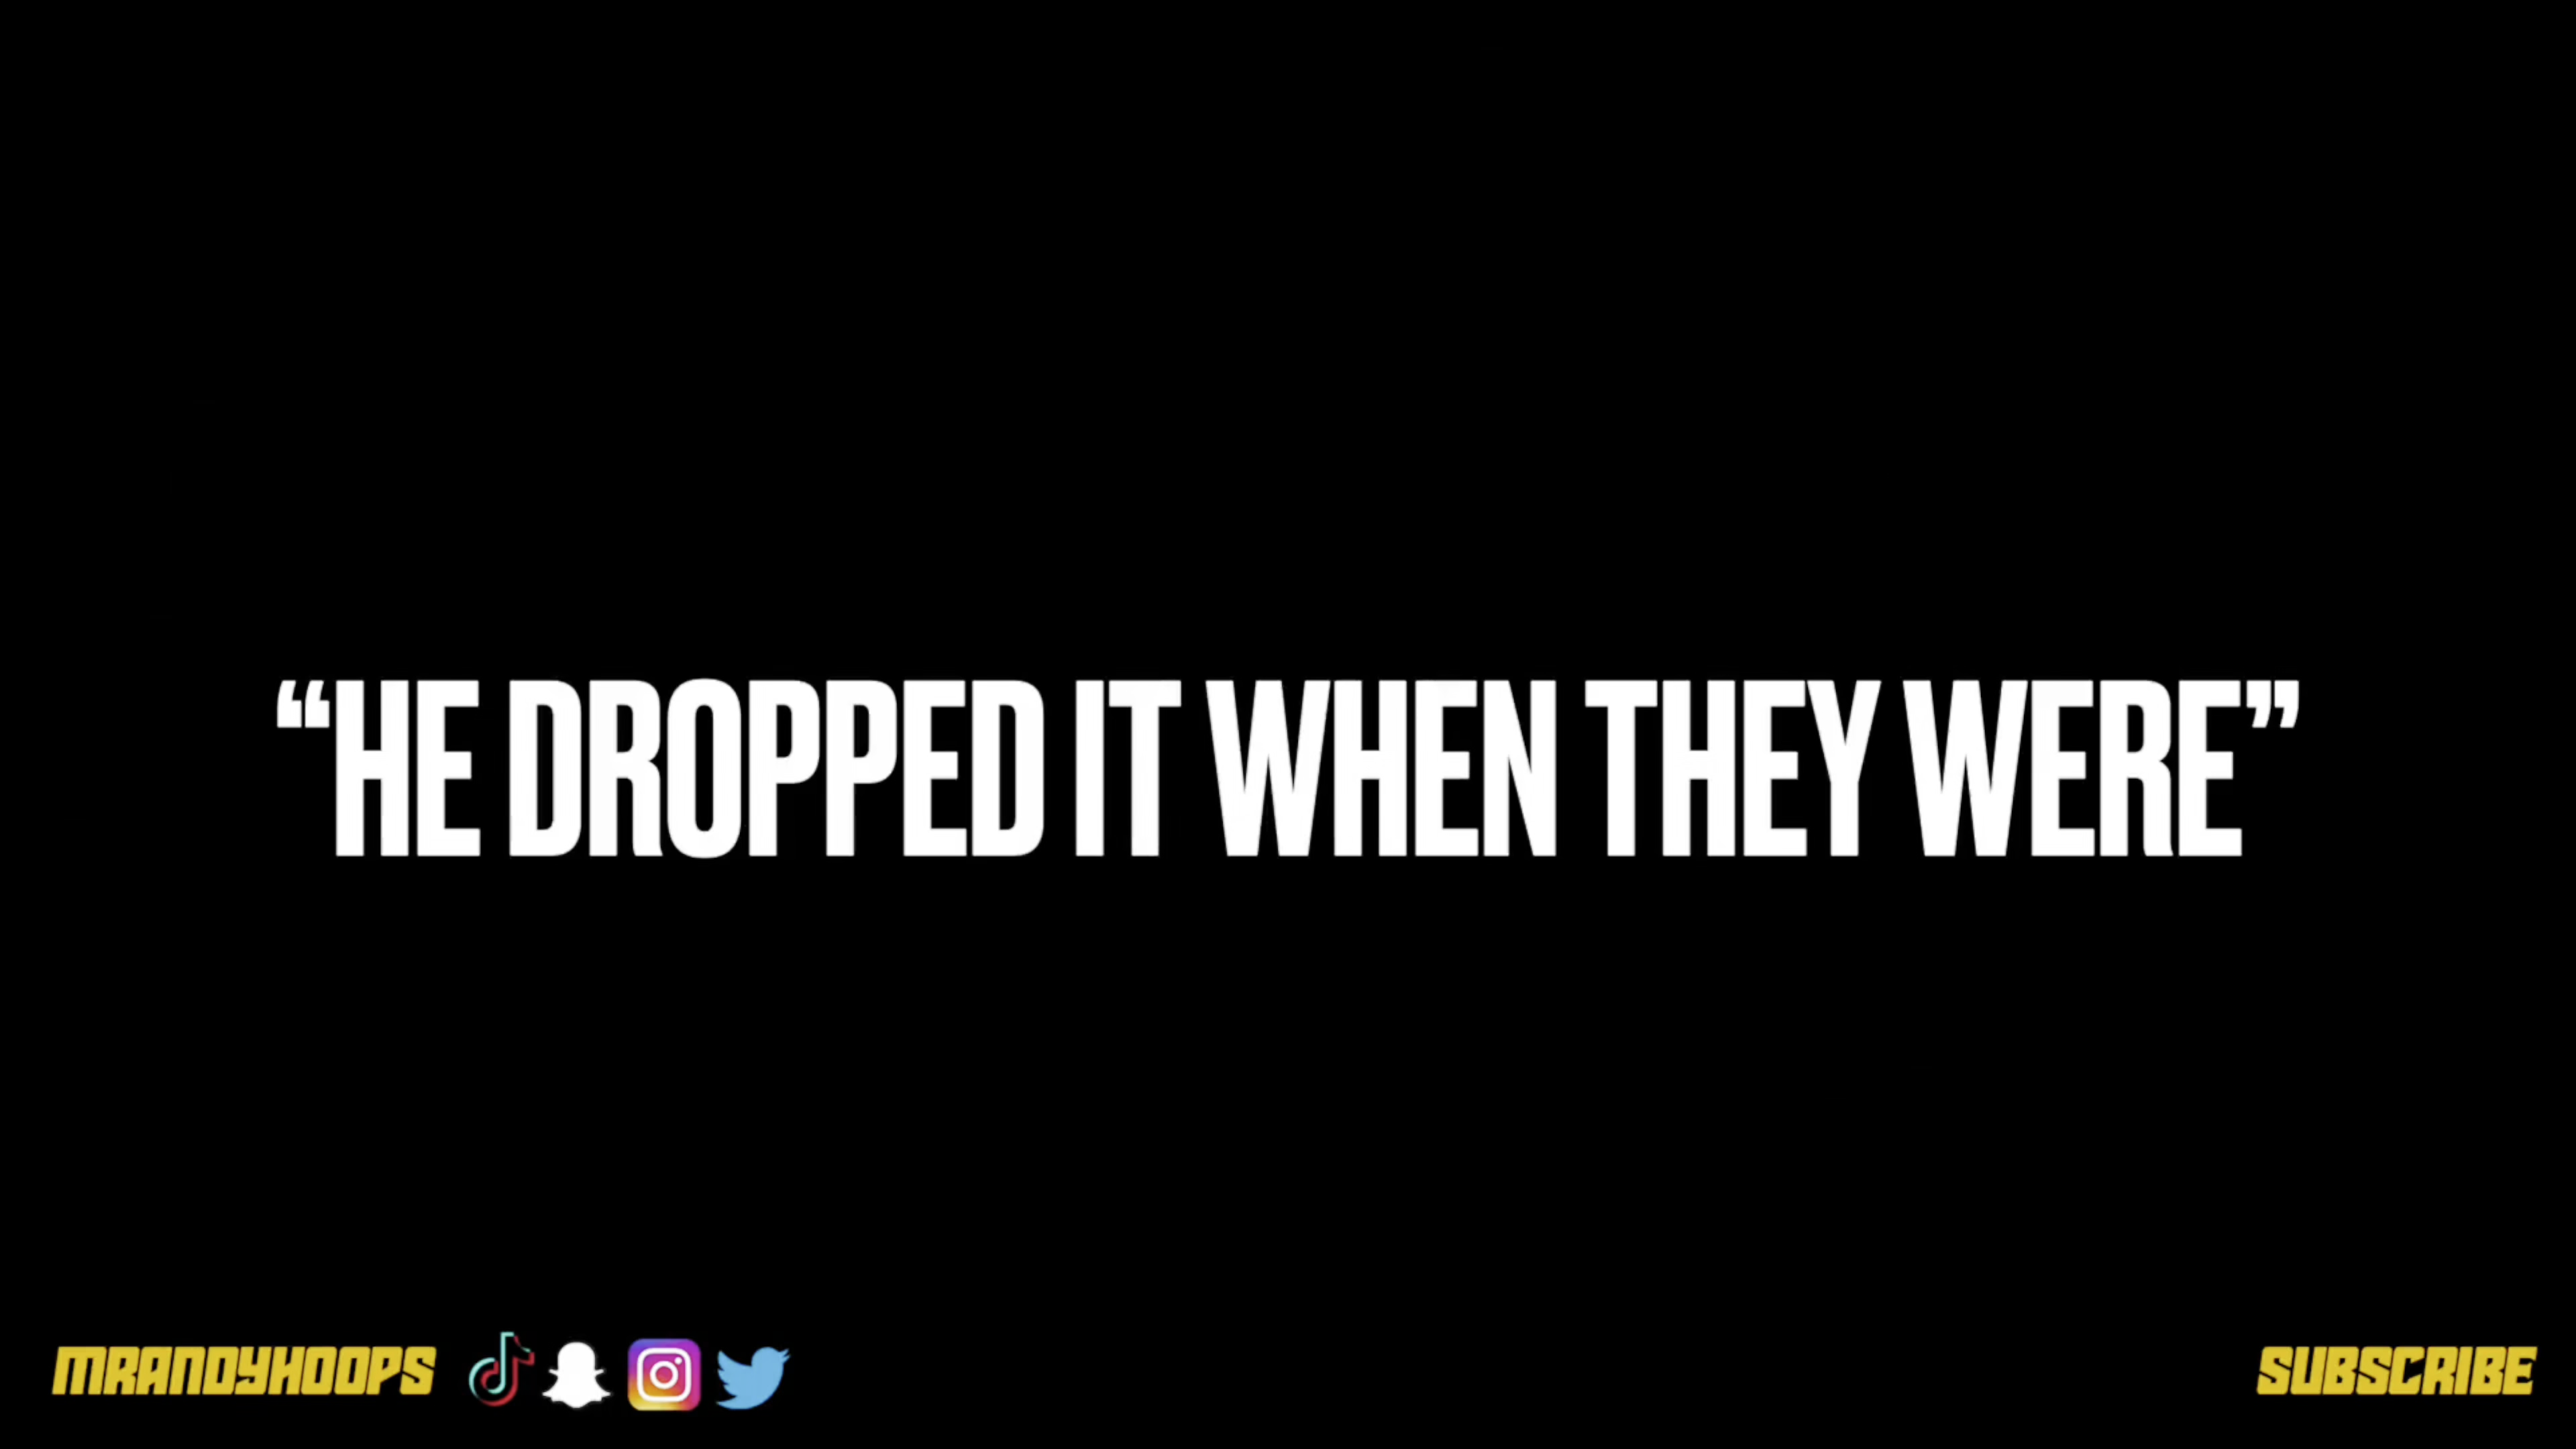 “HE DROPPED IT WHEN THEY WERE”
MRANDYHOOPS
SUBSCRIBE